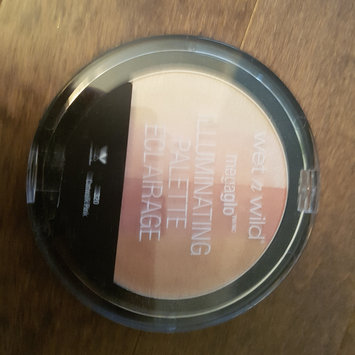 wet n wild
megaglo
ILLUMINATING
PALETTE
ÉCLAIRAGE